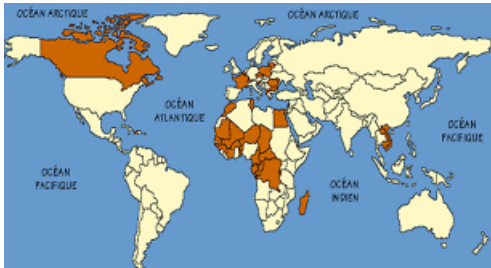 OCÉAN ARCTIQUE
OCÉAN ARCTIQUE
OCÉAN
ATLANTIQUE
OCÉAN
PACIFIQUE
OCÉAN
PACIFIQUE
OCÉAN
INDIEN